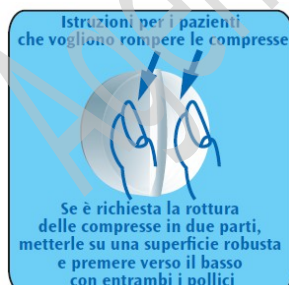 Istruzioni per i pazienti
che vogliono rompere le compresse
Se è richiesta la rottura
delle compresse in due parti,
metterle su una superficie robusta
e premere verso il basso
con entrambi i pollici